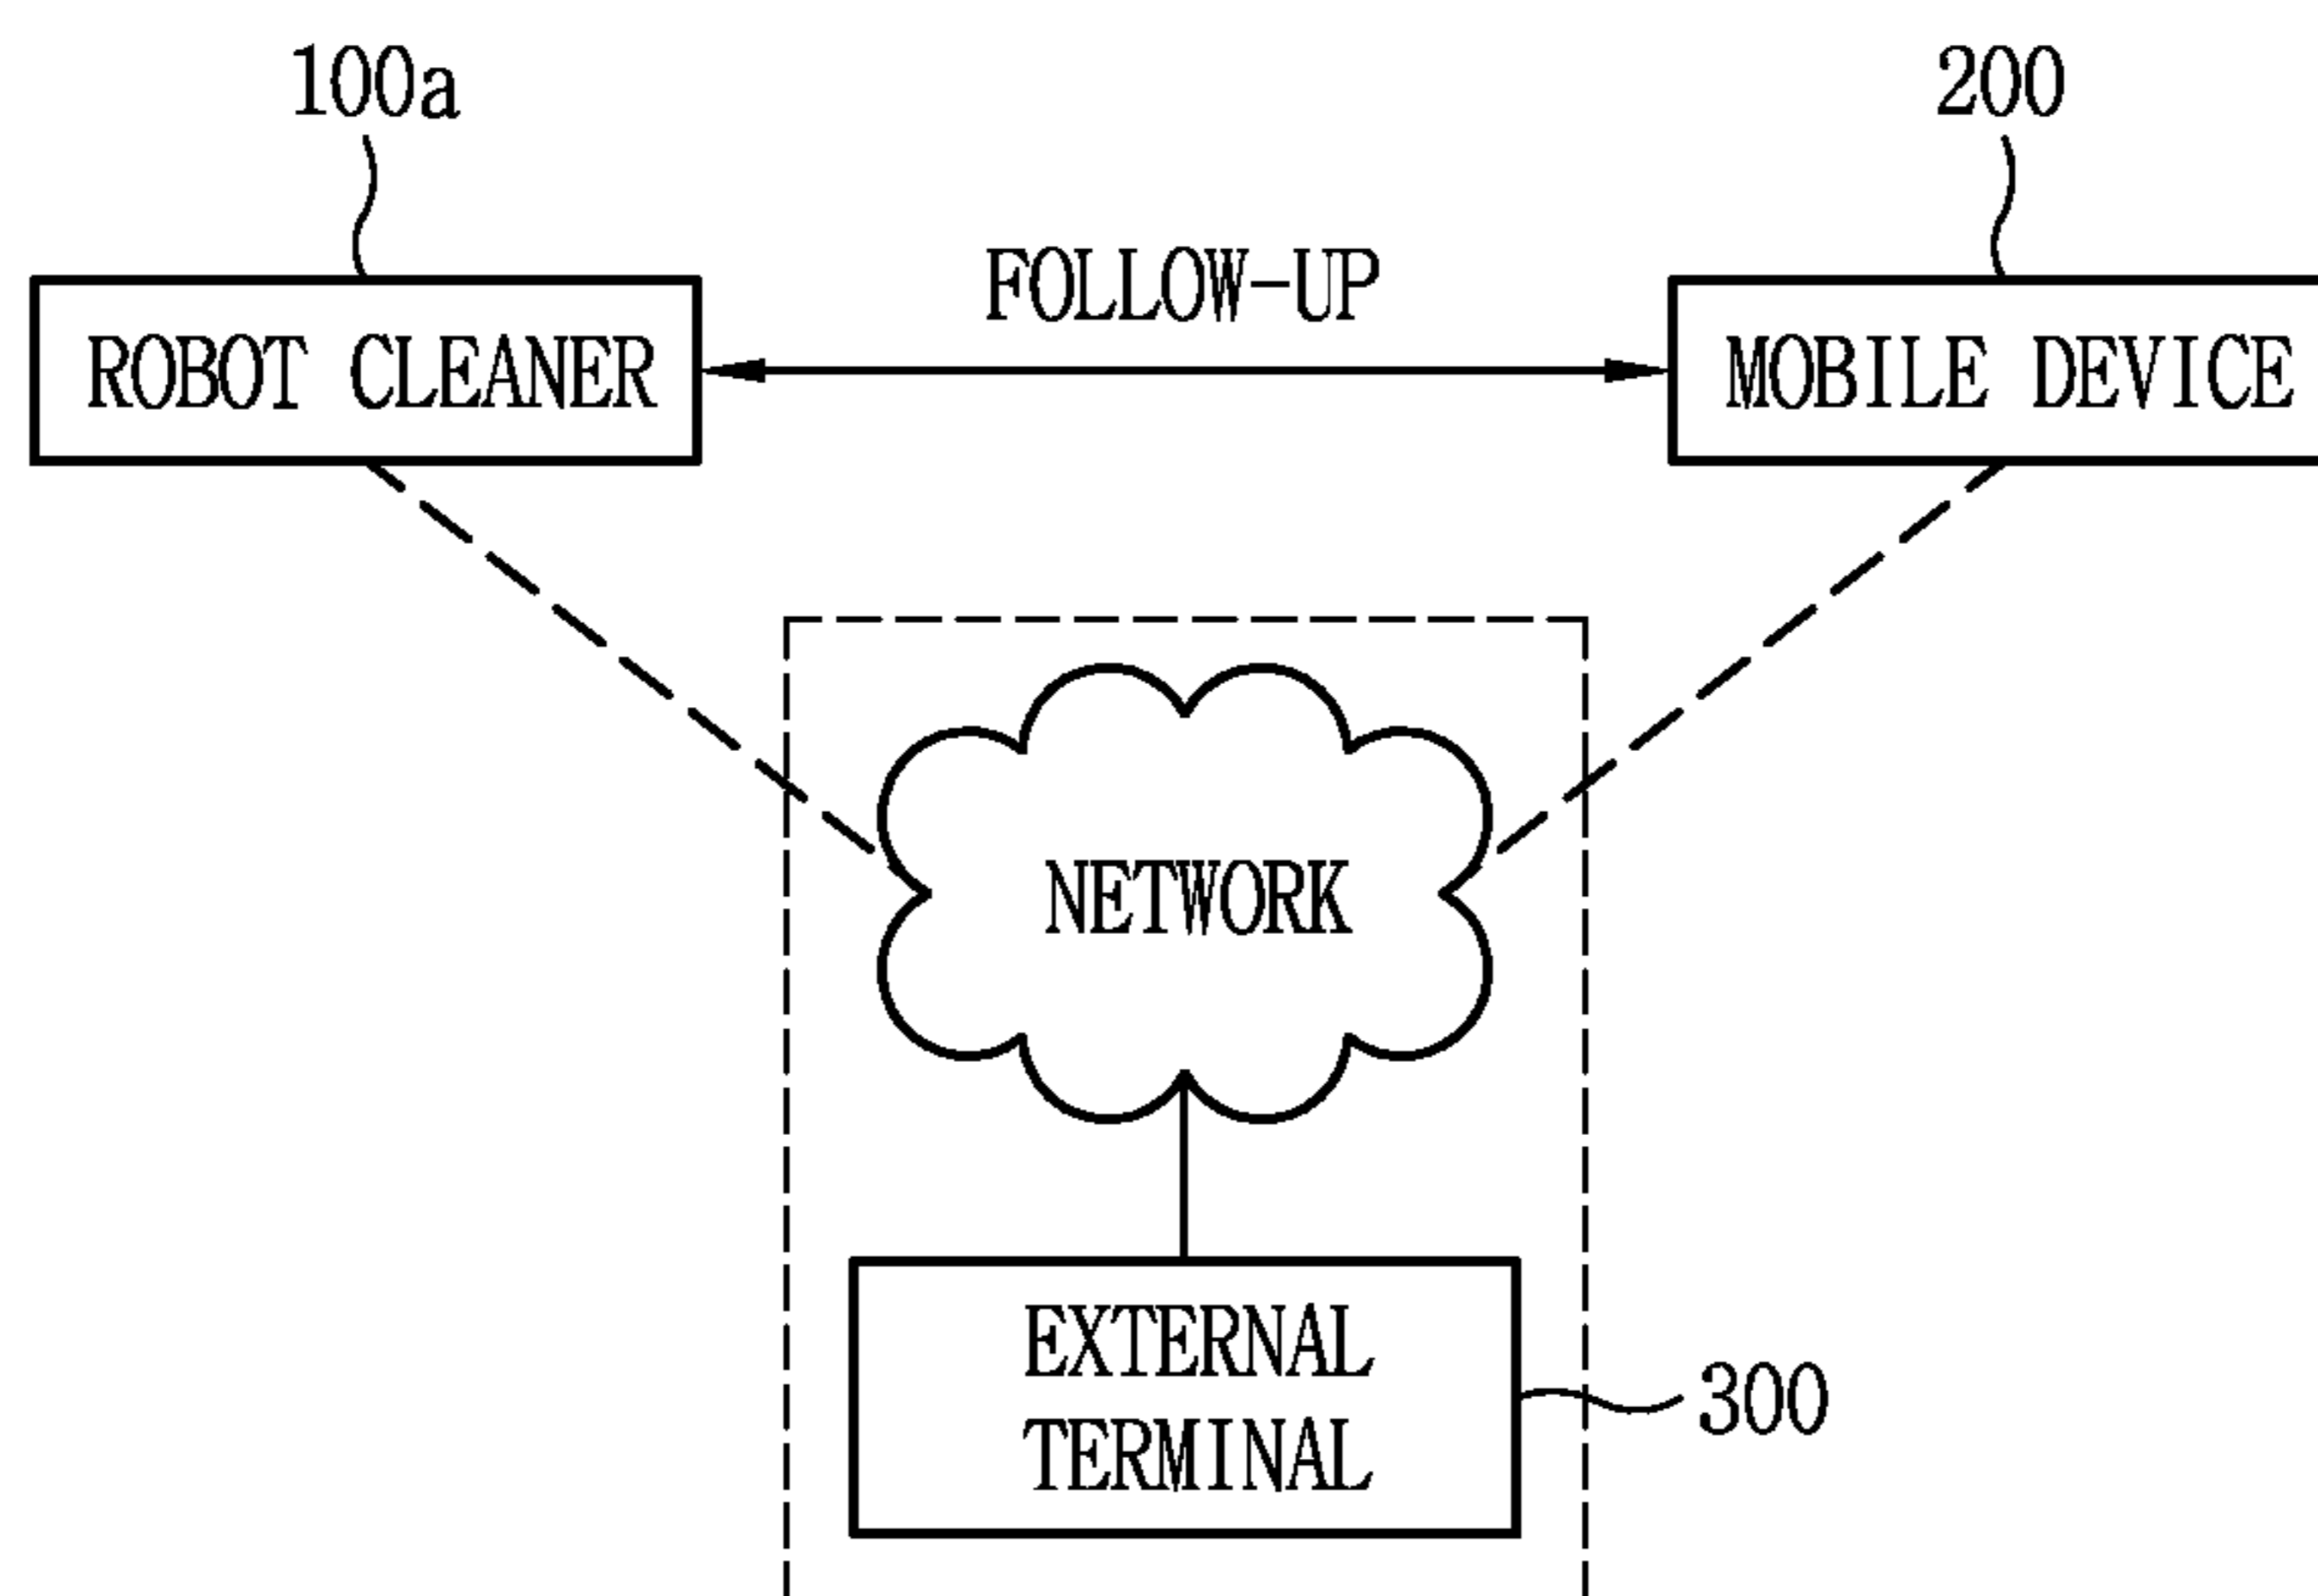 100a
200
FOLLOW-UP
ROBOT CLEANER
MOBILE DEVICE
NETWORK
EXTERNAL
TERMINAL
300